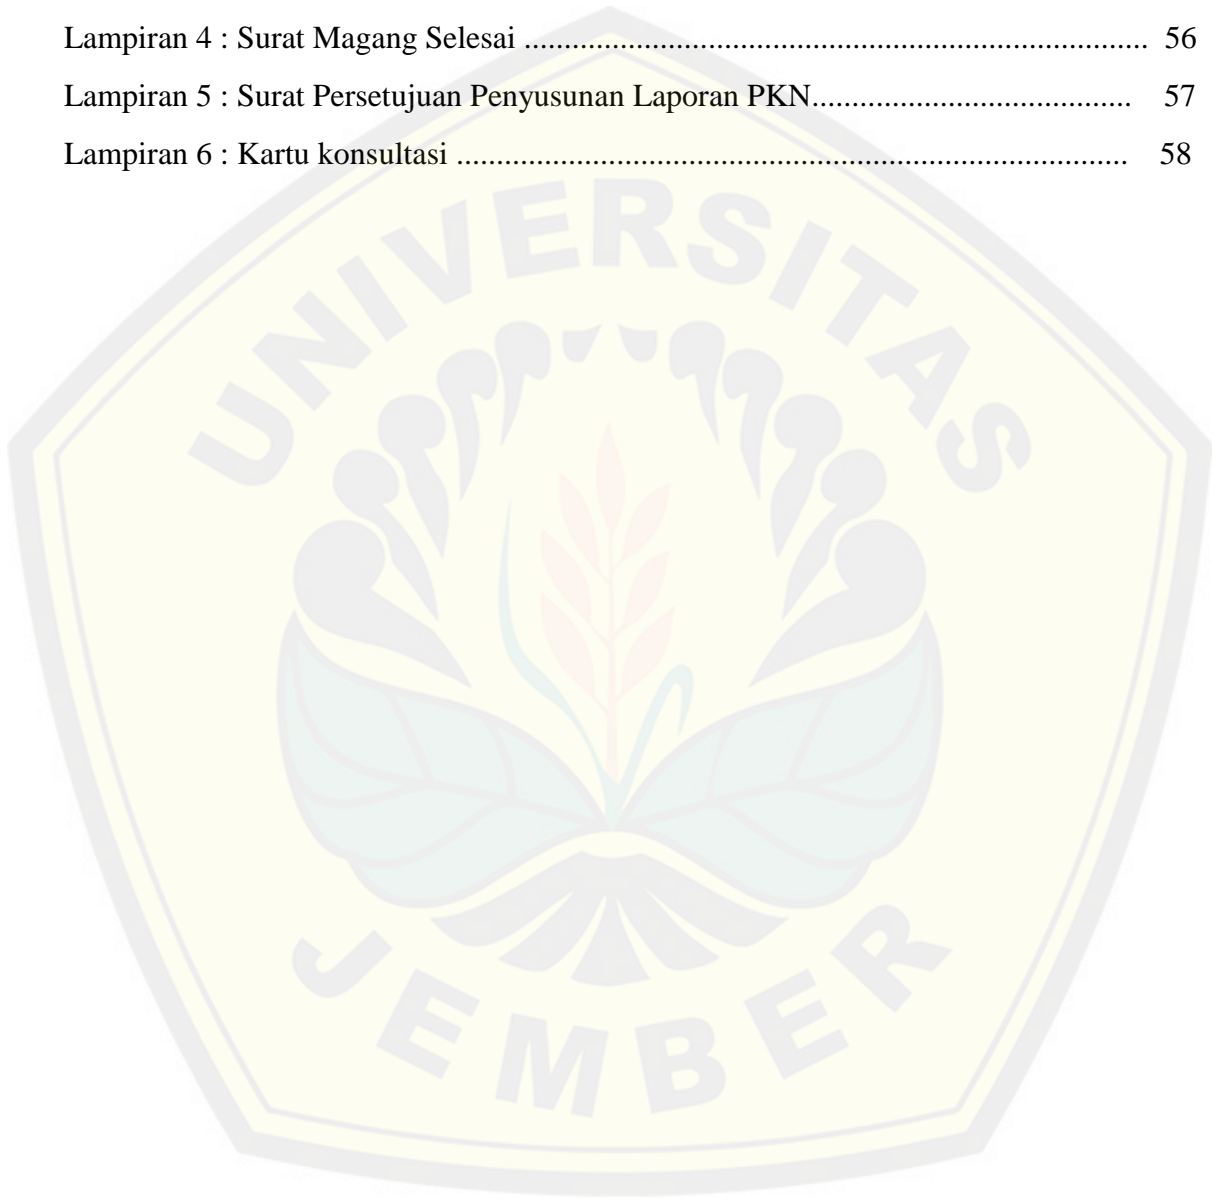 Lampiran 4 : Surat Magang Selesai .............................................................................. 56
Lampiran 5 : Surat Persetujuan Penyusunan Laporan PKN........................................ 57
Lampiran 6 : Kartu konsultasi .................................................................................... 58
UNIVERSITAS
JEMBER